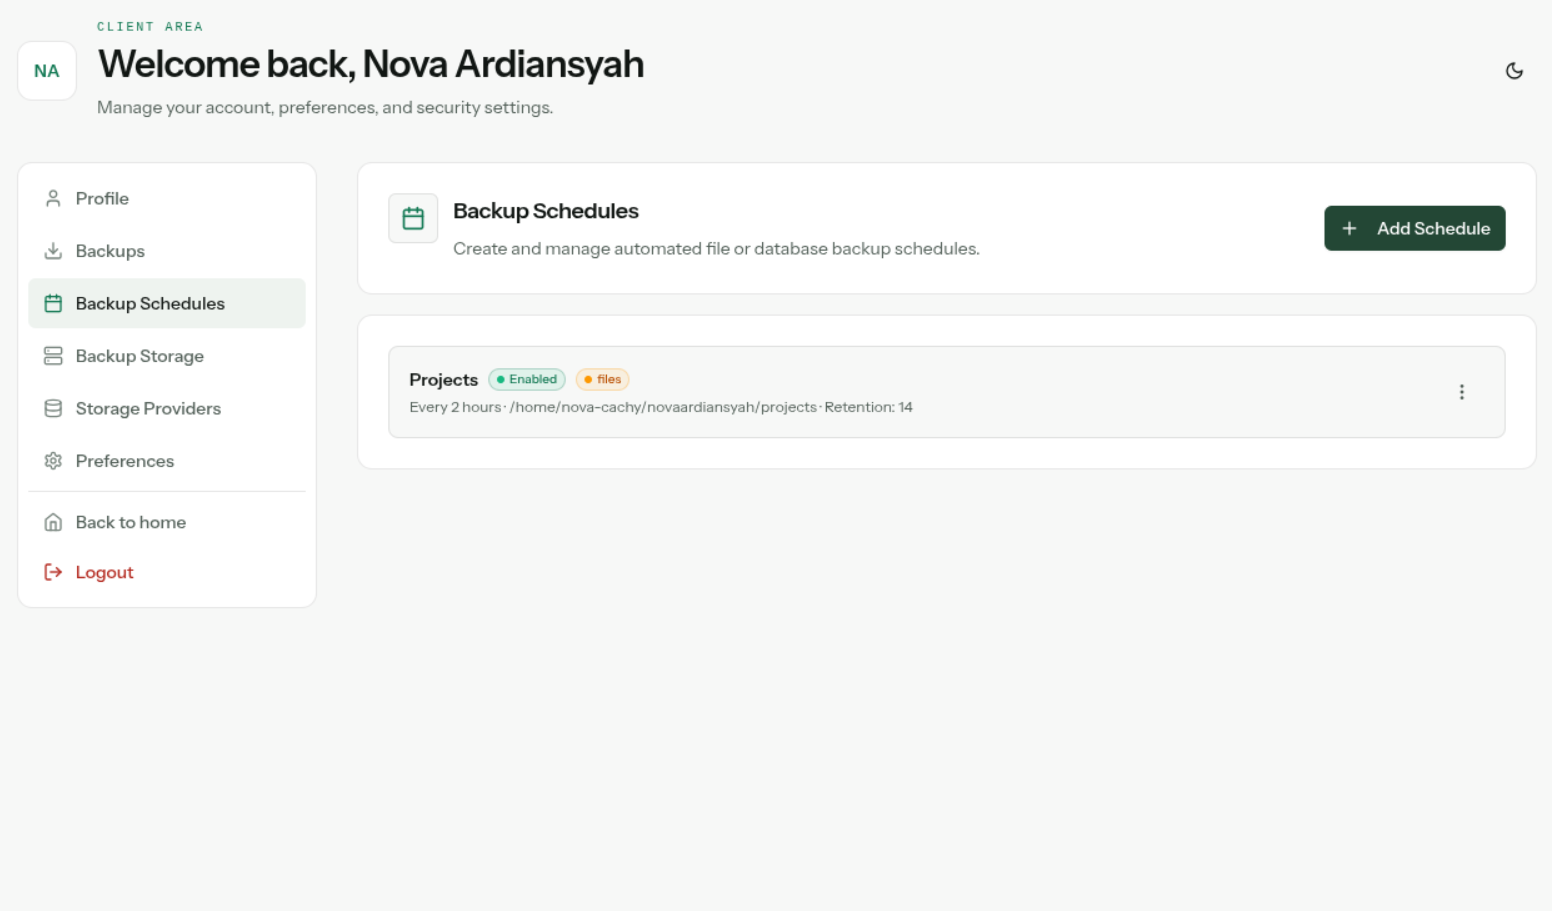 CLIENT AREA
NA
Welcome back, Nova Ardiansyah
Manage your account, preferences, and security settings.
Profile
Backups
Backup Schedules
Backup Storage
Storage Providers
Preferences
Back to home
Logout
Backup Schedules
Create and manage automated file or database backup schedules.
Add Schedule
Projects Enabled files
Every 2 hours · /home/nova-cachy/novaardiansyah/projects · Retention: 14